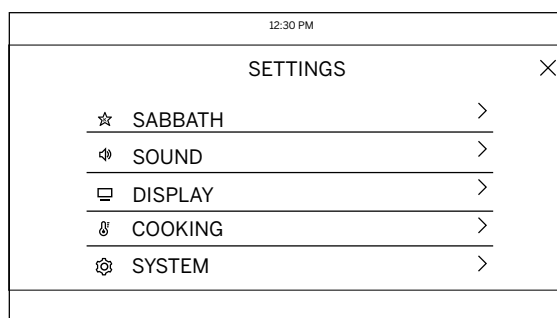 12:30 PM
SETTINGS
SABBATH
SOUND
DISPLAY
COOKING
SYSTEM